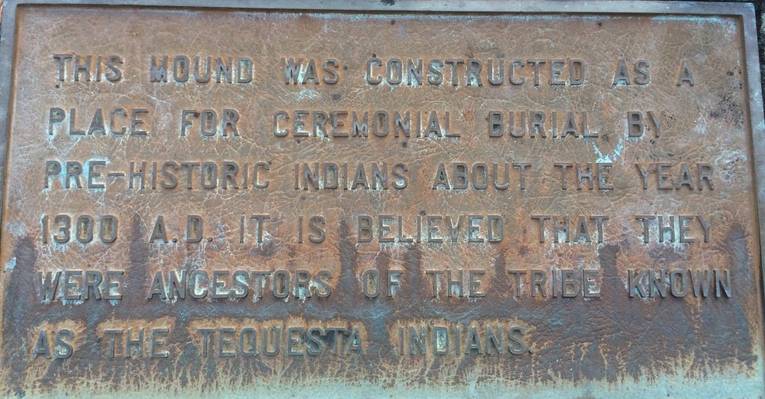 THIS MOUND WAS CONSTRUCTED AS A
PLACE FOR CEREMONIAL BURIAL BY
PRE-HISTORIC INDIANS ABOUT THE YEAR
1300 A.D. IT IS BELIEVED THAT THEY
WERE ANCESTORS OF THE TRIBE KNOWN
AS THE TEQUESTA INDIANS.